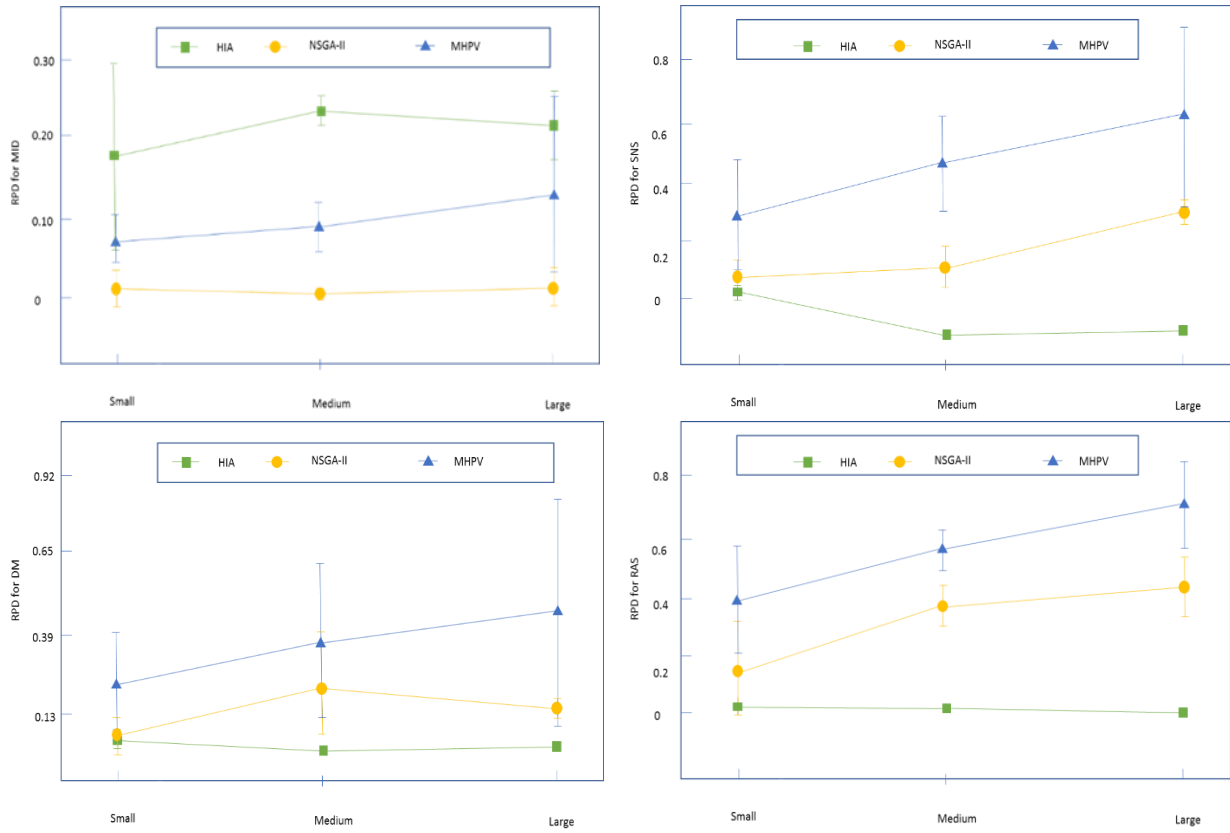 HIA NSGA-II MHPV
RPD for MID
0.30
0.20
0.10
0
Small Medium Large
HIA NSGA-II MHPV
RPD for SNS
0.8
0.6
0.4
0.2
0
Small Medium Large
HIA NSGA-II MHPV
RPD for DM
0.92
0.65
0.39
0.13
Small Medium Large
HIA NSGA-II MHPV
RPD for RAS
0.8
0.6
0.4
0.2
0
Small Medium Large